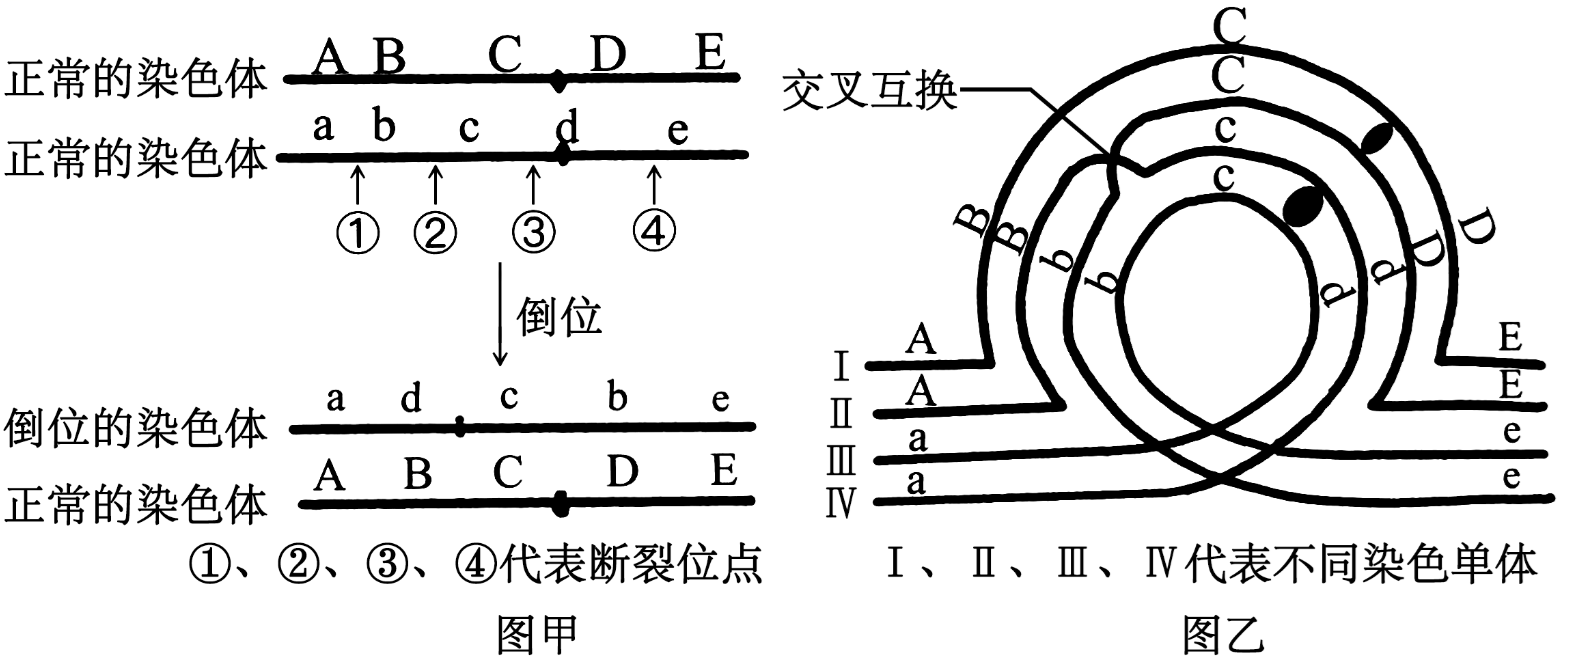 A B C D E
正常的染色体
a b c d e
正常的染色体
① ② ③ ④
倒位
a d c b e
倒位的染色体
A B C D E
正常的染色体
①、②、③、④代表断裂位点
图甲
C
交叉互换
C
c
c
B B b b d d D D
Ⅰ A E
Ⅱ A E
Ⅲ a e
Ⅳ a e
Ⅰ、Ⅱ、Ⅲ、Ⅳ代表不同染色单体
图乙